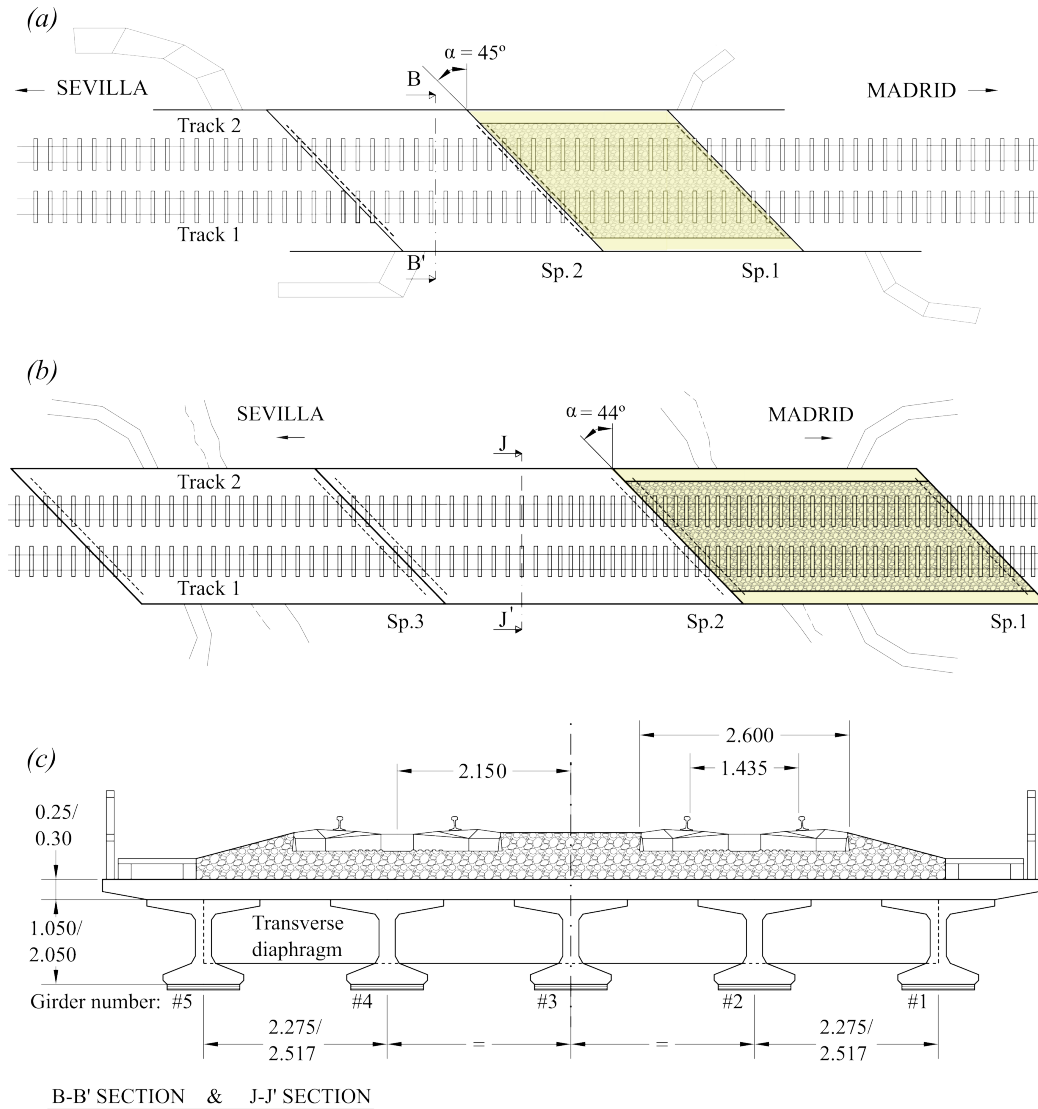 (a)
α = 45º
B
SEVILLA
MADRID
Track 2
Track 1
B'
Sp.2
Sp.1
(b)
α = 44º
SEVILLA
J
MADRID
Track 2
Track 1
Sp.3
J'
Sp.2
Sp.1
(c)
2.600
2.150
1.435
0.25/
0.30
1.050/
2.050
Transverse
diaphragm
Girder number: #5 #4 #3 #2 #1
2.275/
2.517
=
=
2.275/
2.517
B-B' SECTION & J-J' SECTION